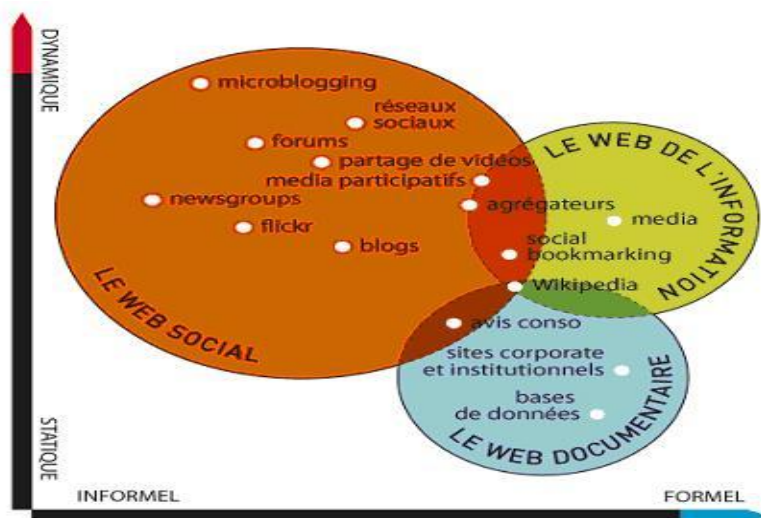 DYNAMIQUE
microblogging
réseaux
sociaux
forums
partage de vidéos
media participatifs
newsgroups
agrégateurs
flickr
blogs
social
bookmarking
media
LE WEB DE L'INFORMATION
Wikipedia
LE WEB SOCIAL
avis conso
sites corporate
et institutionnels
bases
de données
LE WEB DOCUMENTAIRE
STATIQUE
INFORMEL
FORMEL